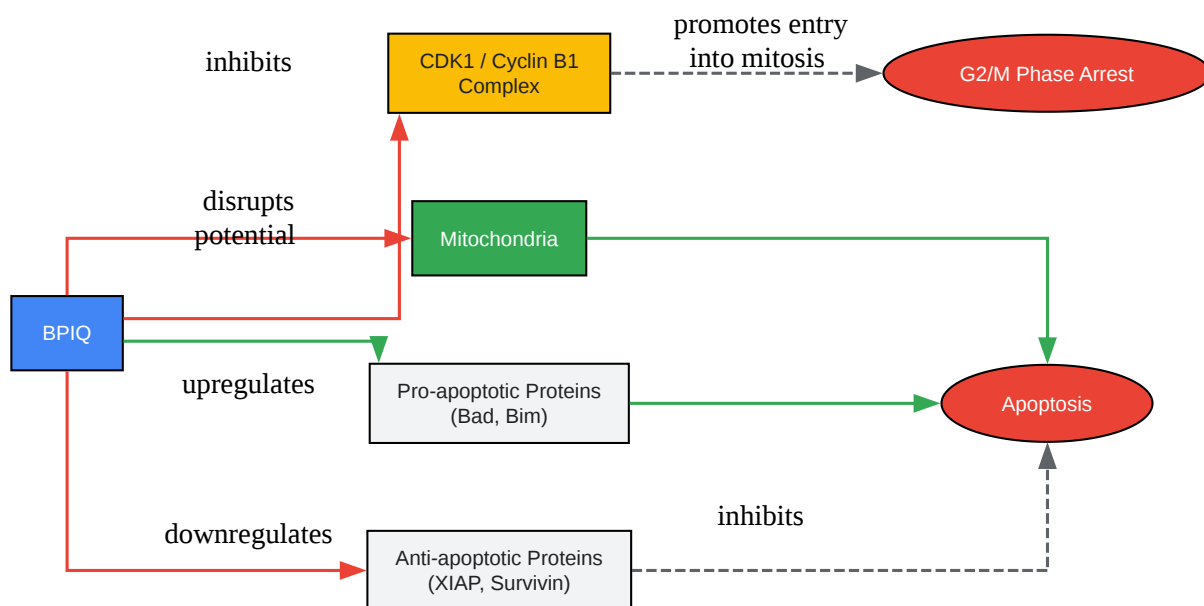 promotes entry
into mitosis
inhibits
CDK1 / Cyclin B1
Complex
G2/M Phase Arrest
disrupts
potential
Mitochondria
BPIQ
upregulates
Pro-apoptotic Proteins
(Bad, Bim)
Apoptosis
downregulates
inhibits
Anti-apoptotic Proteins
(XIAP, Survivin)